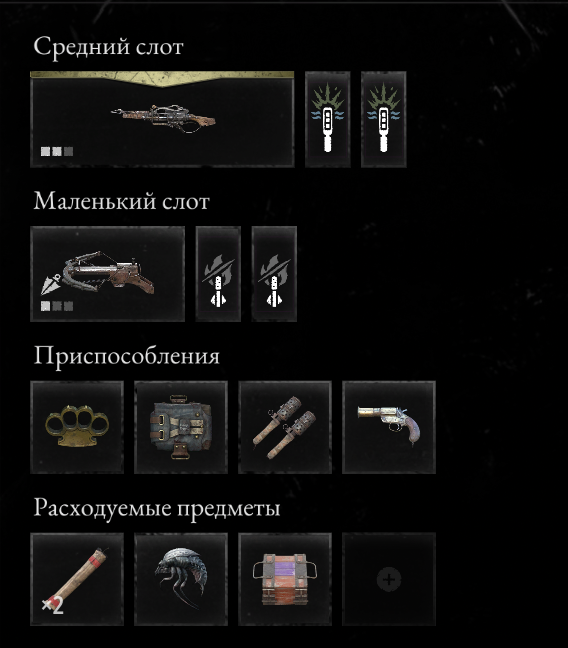 Средний слот
Маленький слот
Приспособления
Расходуемые предметы
×2